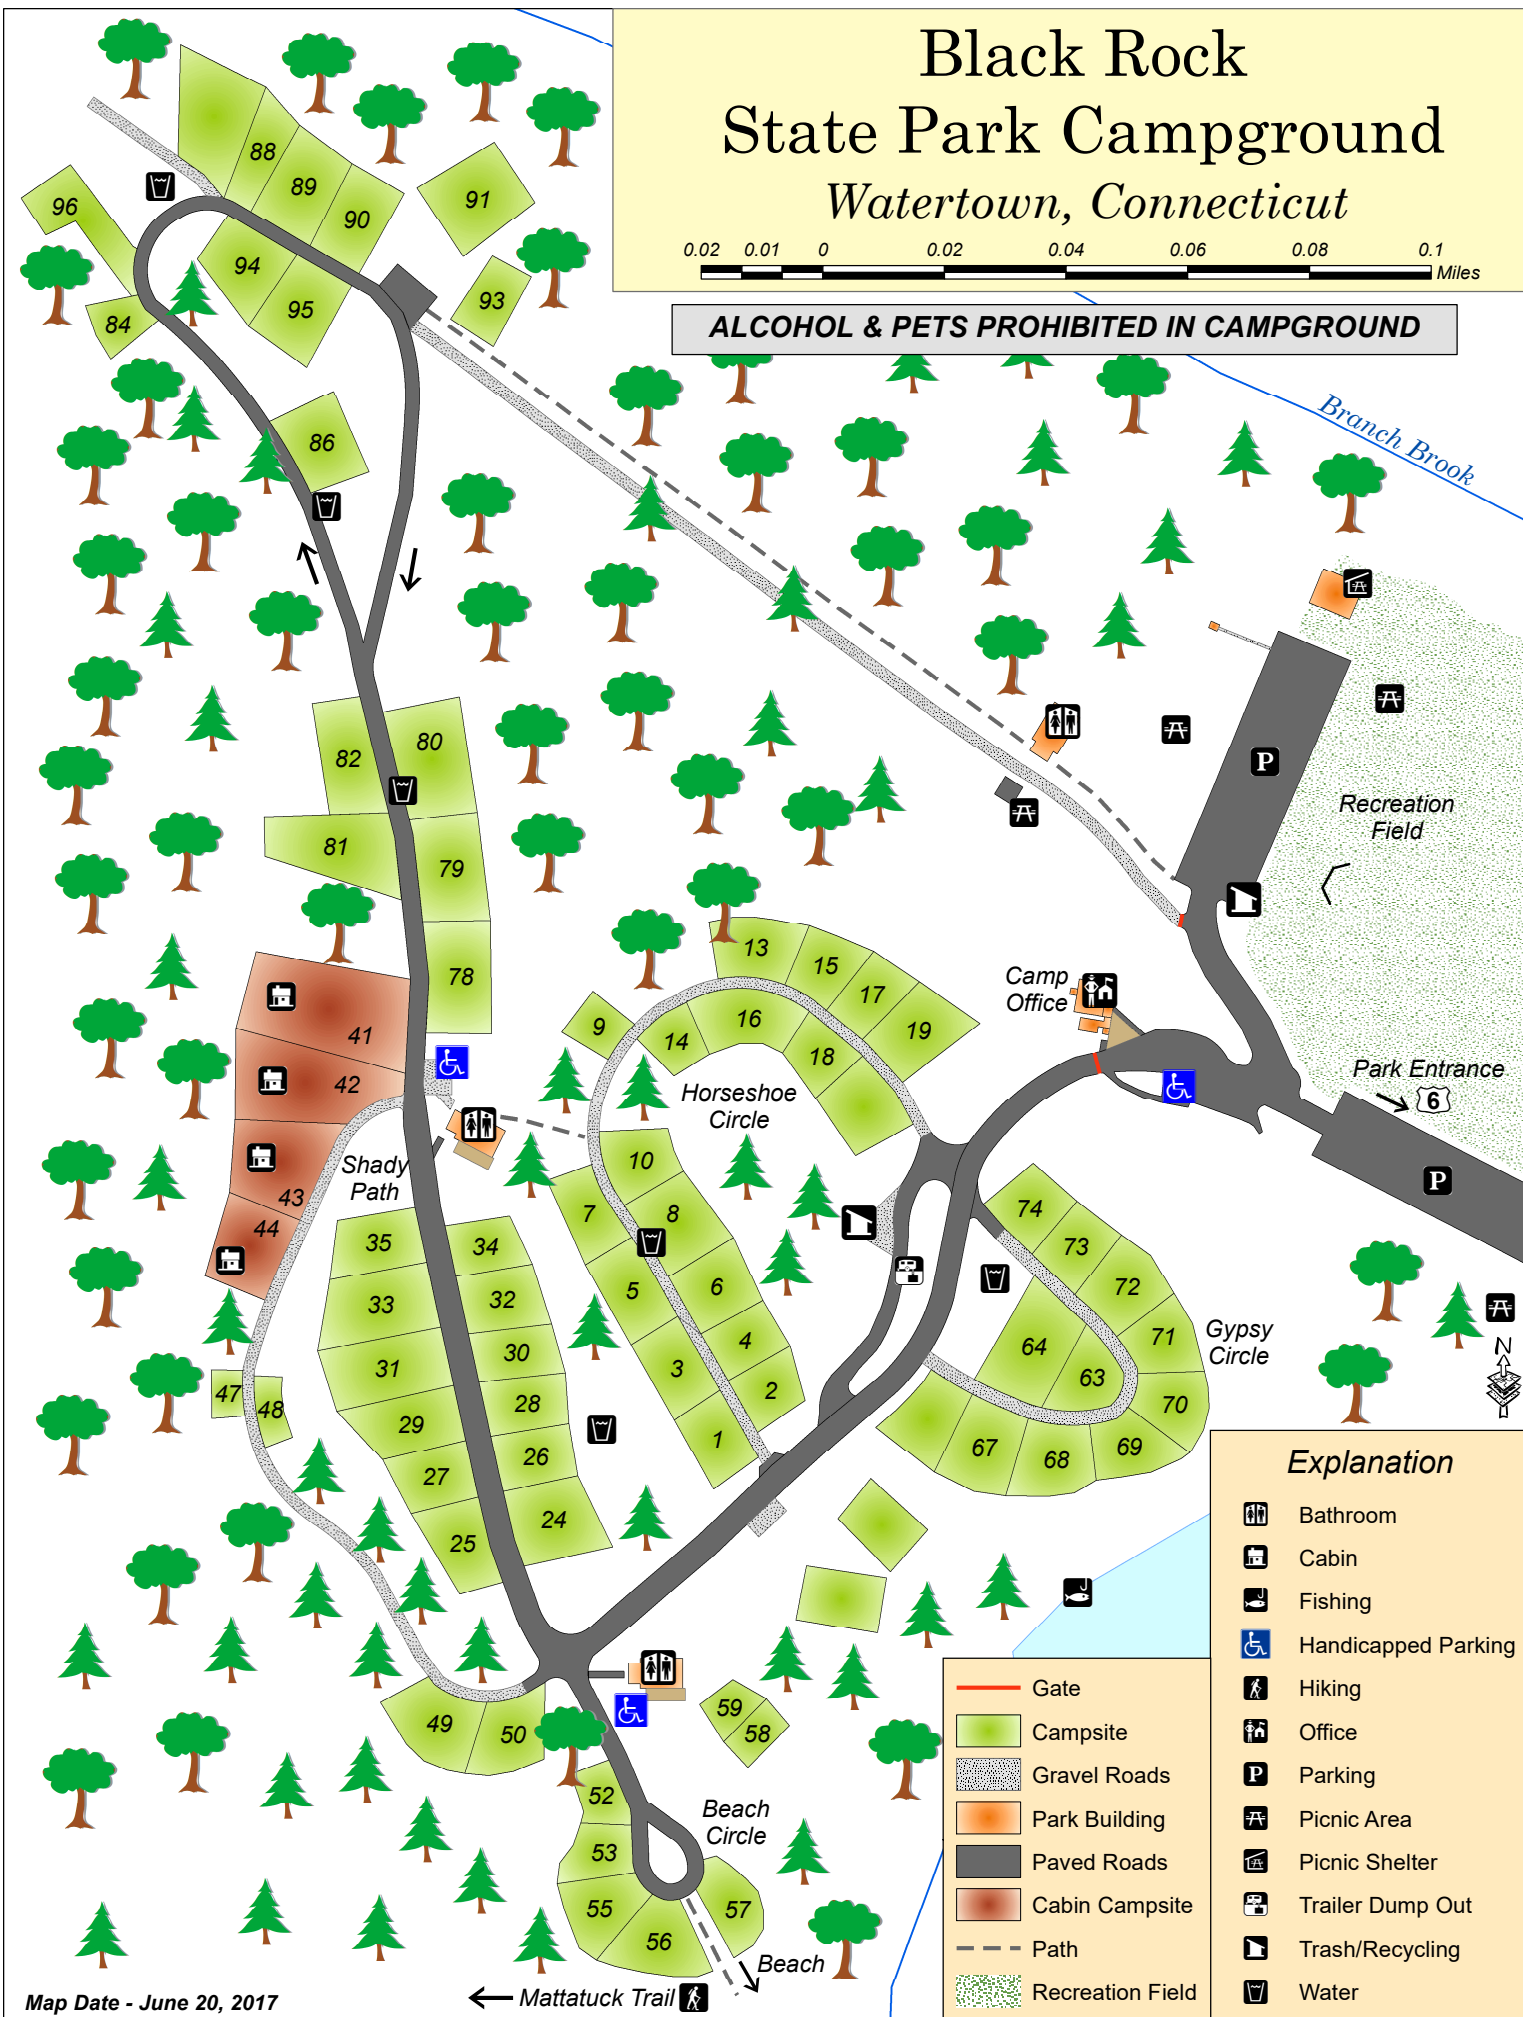 Black Rock
State Park Campground
Watertown, Connecticut
0.02 0.01 0 0.02 0.04 0.06 0.08 0.1
Miles
ALCOHOL & PETS PROHIBITED IN CAMPGROUND
Branch Brook
88
89
90
91
96
94
95
93
84
86
82
80
81
79
78
P
Recreation
Field
Camp
Office
Park Entrance
6
P
41
42
43
44
Shady
Path
13
15
17
19
9
14
16
18
Horseshoe
Circle
10
7
8
5
6
3
4
2
1
35
34
33
32
31
30
29
28
27
26
25
24
47
48
74
73
72
71
70
69
68
67
64
63
Gypsy
Circle
N
49
50
59
58
52
53
55
56
57
Beach
Circle
Beach
Mattatuck Trail
Map Date - June 20, 2017
Explanation
Gate
Campsite
Gravel Roads
Park Building
Paved Roads
Cabin Campsite
Path
Recreation Field
Bathroom
Cabin
Fishing
Handicapped Parking
Hiking
Office
P Parking
Picnic Area
Picnic Shelter
Trailer Dump Out
Trash/Recycling
Water